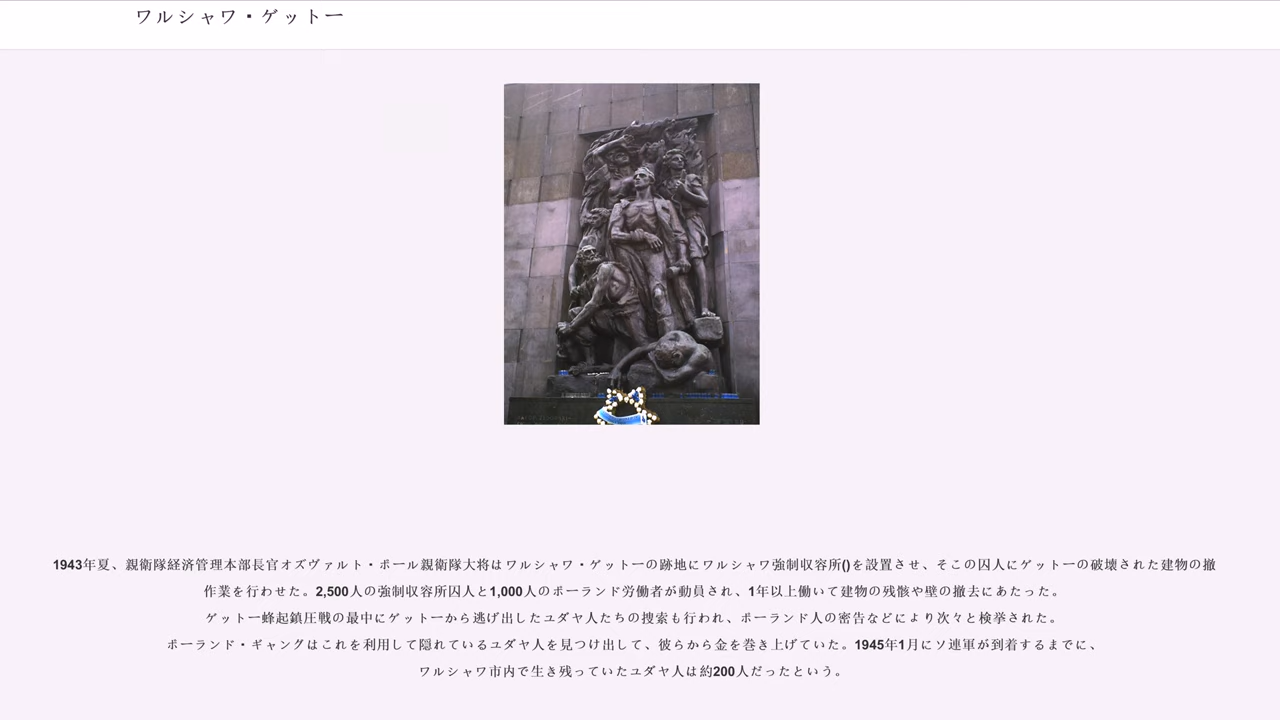 ワルシャワ・ゲットー
1943年夏、親衛隊経済管理本部長官オズヴァルト・ポール親衛隊大将はワルシャワ・ゲットーの跡地にワルシャワ強制収容所()を設置させ、そこの囚人にゲットーの破壊された建物の撤
作業を行わせた。2,500人の強制収容所囚人と1,000人のポーランド労働者が動員され、1年以上働いて建物の残骸や壁の撤去にあたった。
ゲットー蜂起鎮圧戦の最中にゲットーから逃げ出したユダヤ人たちの捜索も行われ、ポーランド人の密告などにより次々と検挙された。
ポーランド・ギャングはこれを利用して隠れているユダヤ人を見つけ出して、彼らから金を巻き上げていた。1945年1月にソ連軍が到着するまでに、
ワルシャワ市内で生き残っていたユダヤ人は約200人だったという。